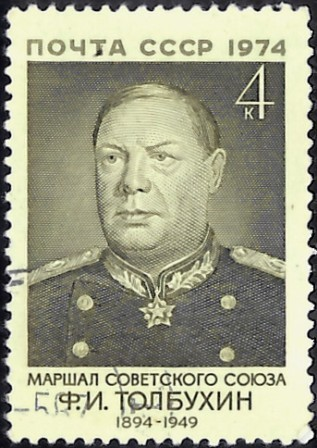 ПОЧТА СССР 1974
4
К
МАРШАЛ СОВЕТСКОГО СОЮЗА
Ф.И. ТОЛБУХИН
1894-1949